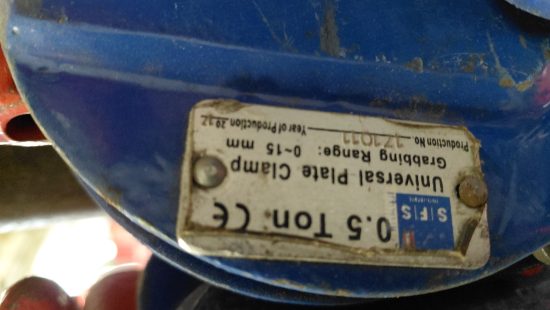 SFS 0.5 Ton CE
Universal Plate Clamp
Grabbing Range: 0~15 mm
Production No 171011 Year of Production 2017